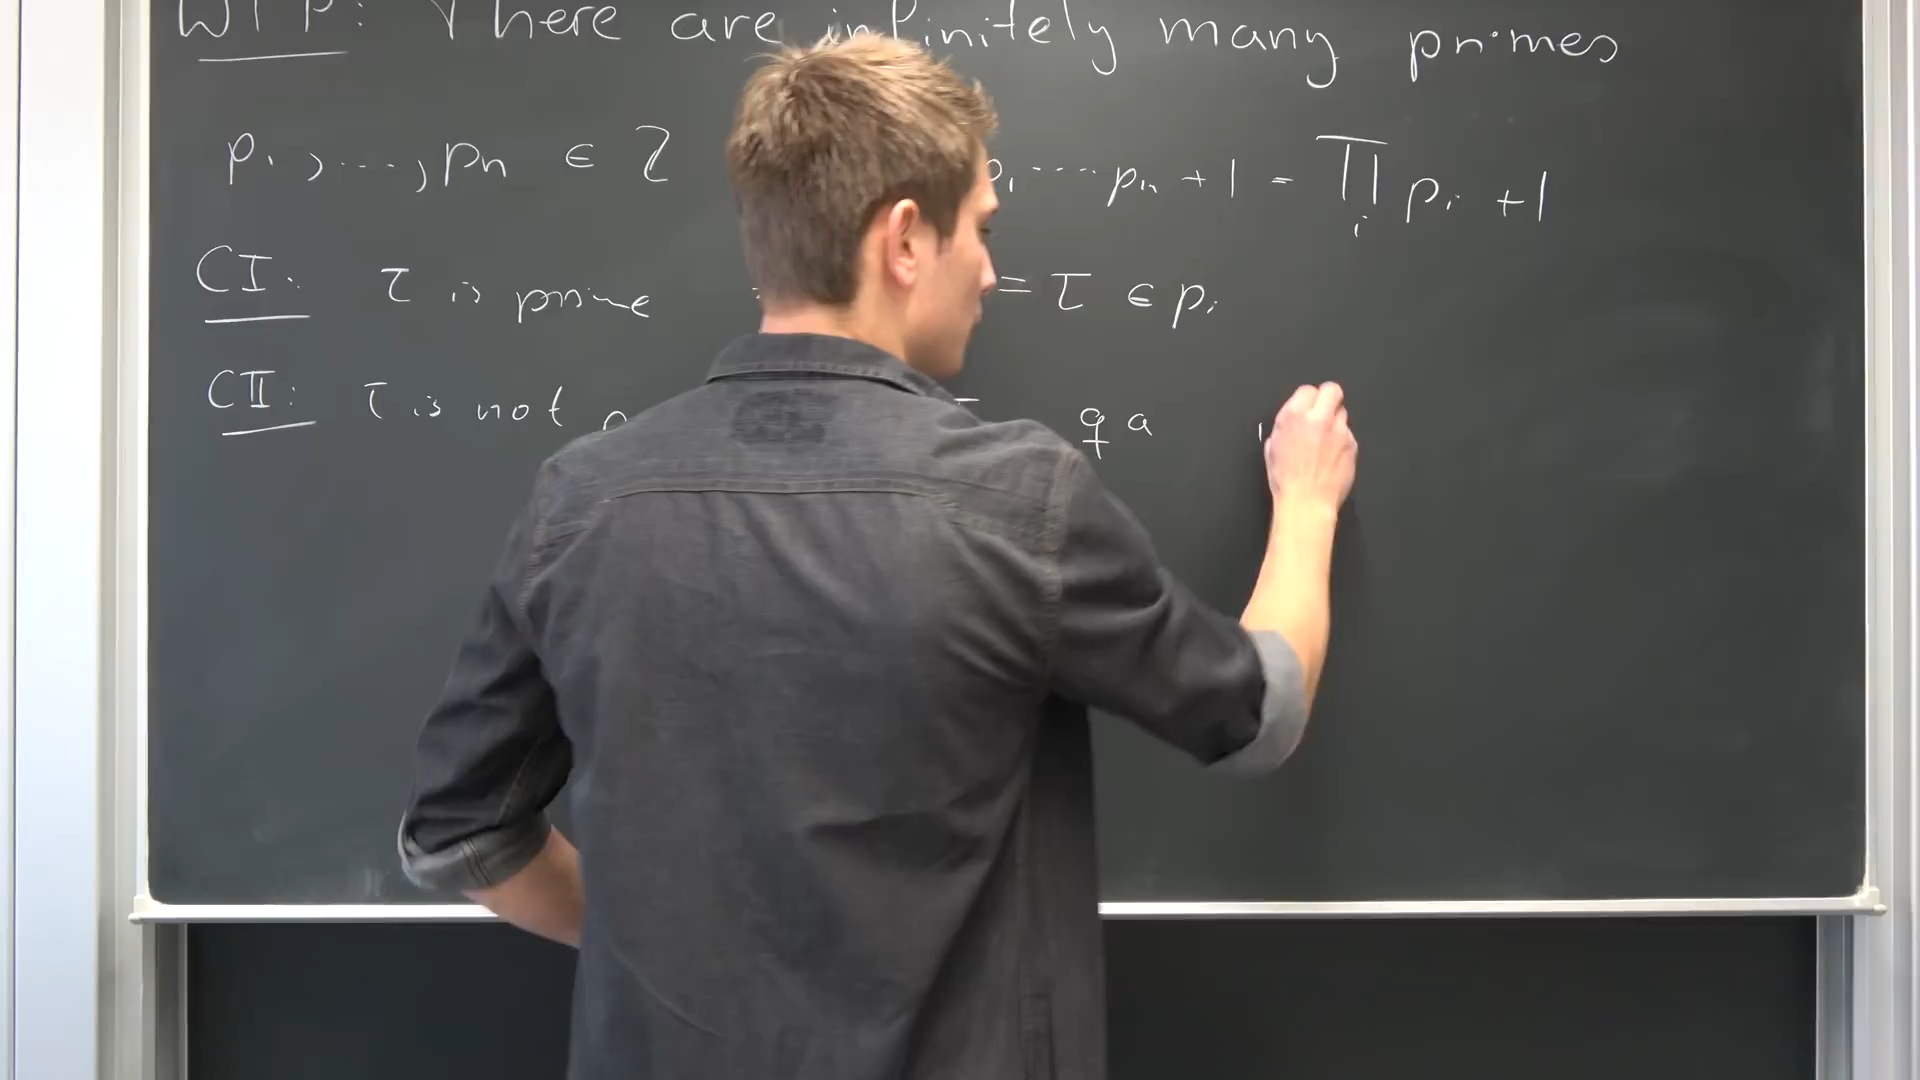 WTP: There are infinitely many primes
p₁, ..., pₙ ∈ Z p₁ ... pₙ + 1 = ∏ᵢ pᵢ + 1
CI: τ is prime = τ ∈ pᵢ
CII: τ is not q a